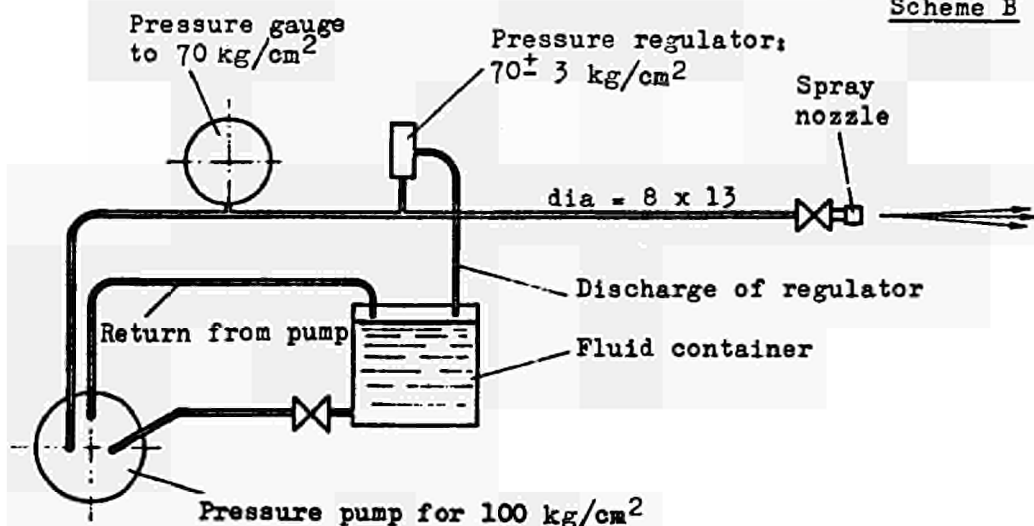 Scheme B
Pressure gauge
to 70 kg/cm²
Pressure regulator:
70± 3 kg/cm²
Spray
nozzle
dia = 8 x 13
Discharge of regulator
Return from pump
Fluid container
Pressure pump for 100 kg/cm²